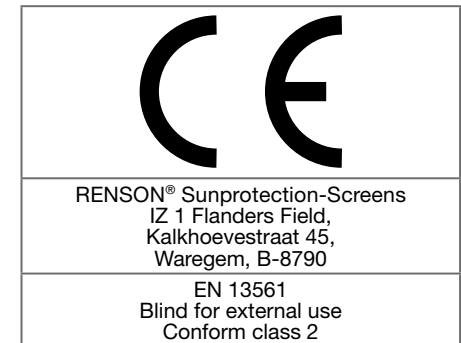 CE
RENSON® Sunprotection-Screens
IZ 1 Flanders Field,
Kalkhoevestraat 45,
Waregem, B-8790
EN 13561
Blind for external use
Conform class 2